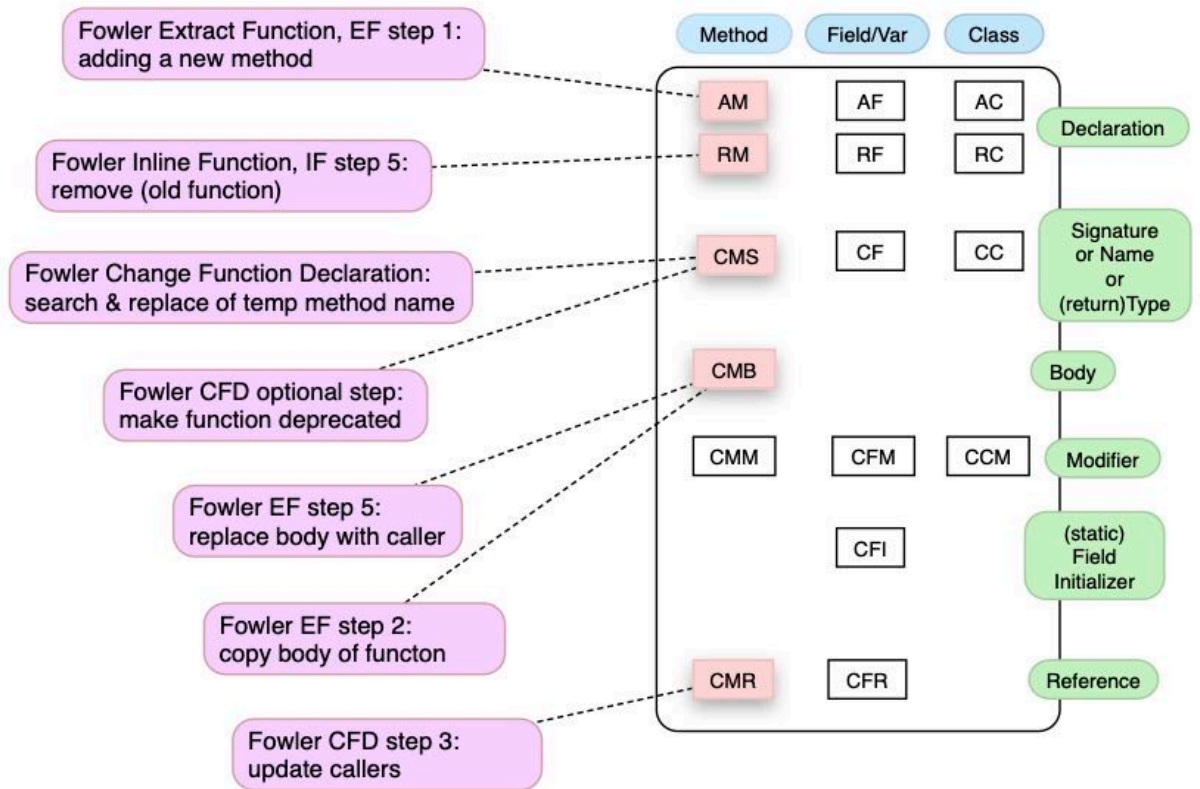 Fowler Extract Function, EF step 1:
adding a new method
Fowler Inline Function, IF step 5:
remove (old function)
Fowler Change Function Declaration:
search & replace of temp method name
Fowler CFD optional step:
make function deprecated
Fowler EF step 5:
replace body with caller
Fowler EF step 2:
copy body of functon
Fowler CFD step 3:
update callers
Method Field/Var Class
AM AF AC
Declaration
RM RF RC
CMS CF CC
Signature
or Name
or
(return)Type
CMB
Body
CMM CFM CCM
Modifier
CFI
(static)
Field
Initializer
CMR CFR
Reference